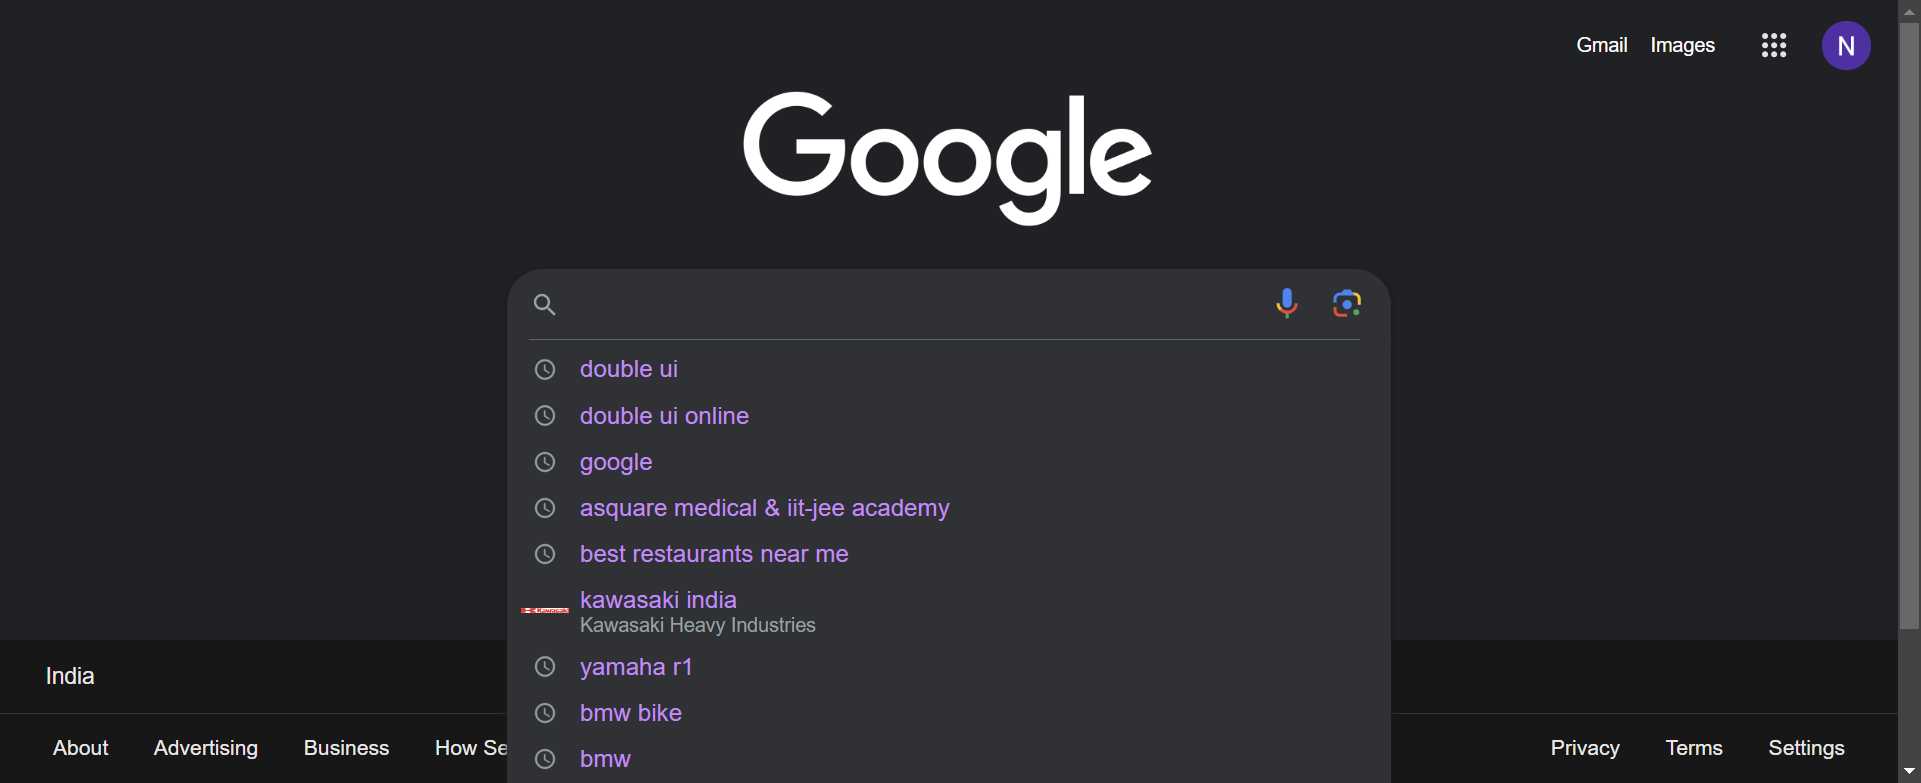 Gmail Images N
Google
double ui
double ui online
google
asquare medical & iit-jee academy
best restaurants near me
kawasaki india
Kawasaki Heavy Industries
yamaha r1
bmw bike
bmw
India
About Advertising Business How Se
Privacy Terms Settings